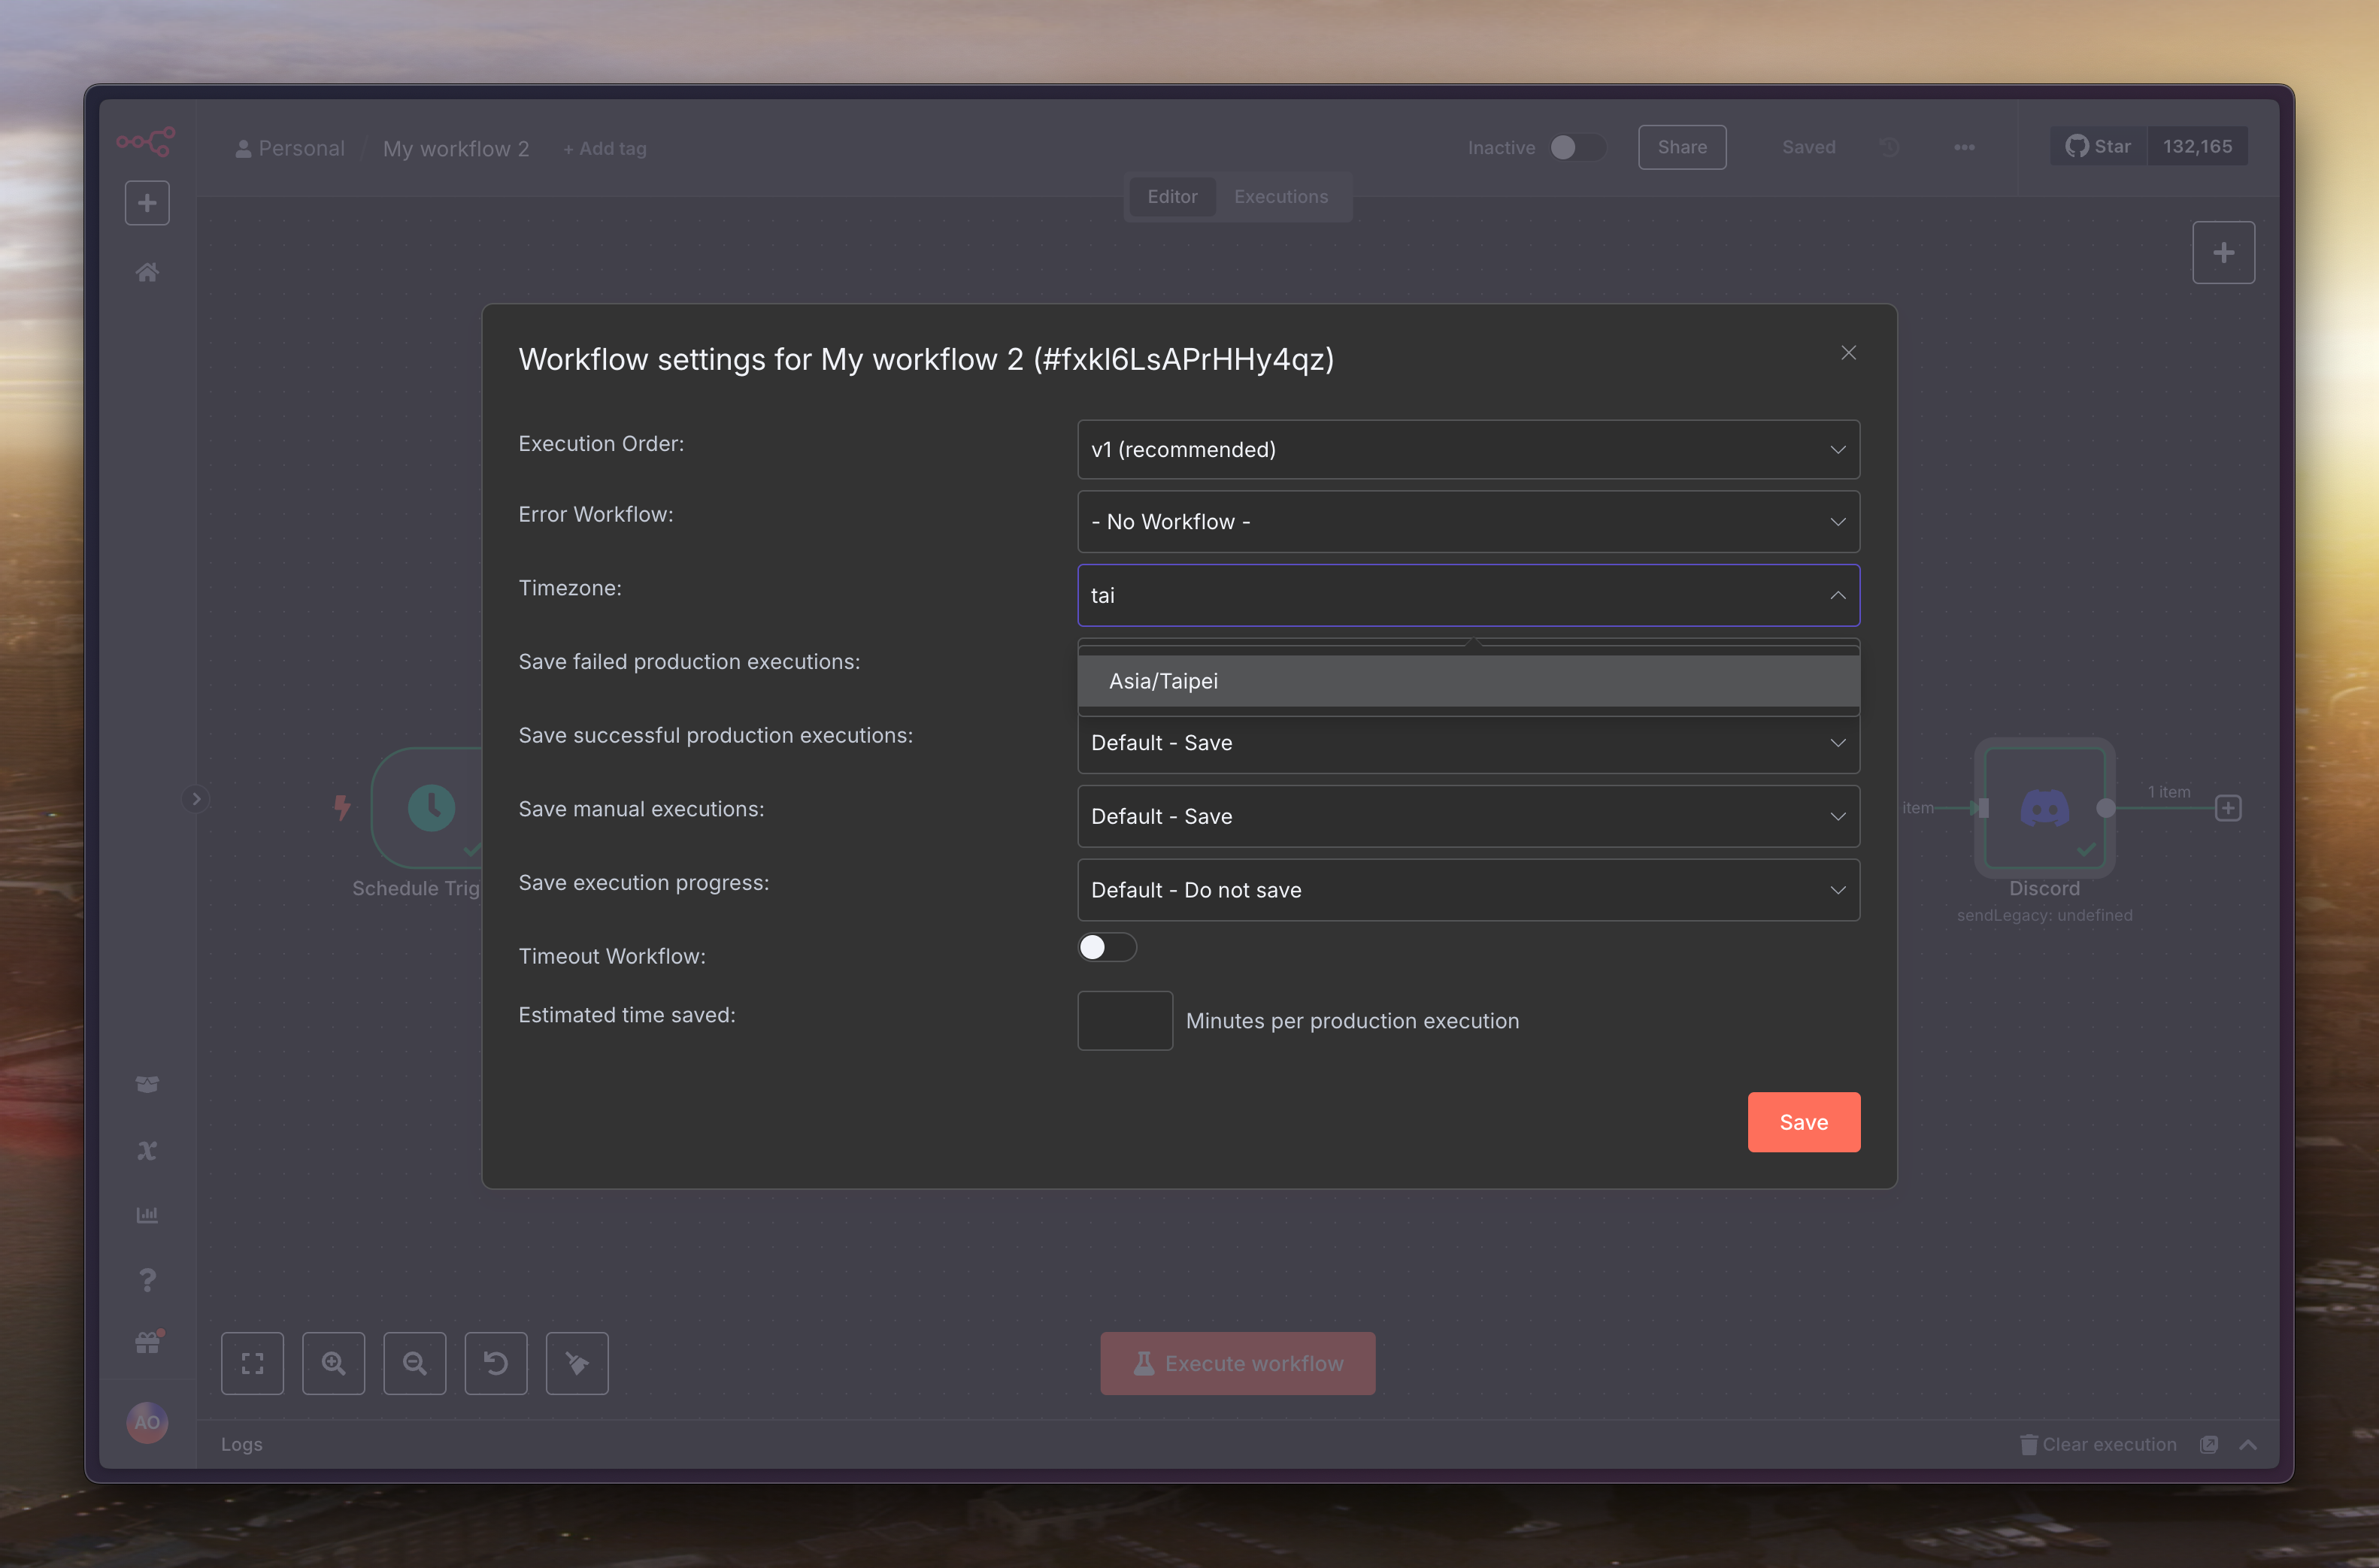 Personal / My workflow 2 + Add tag
Inactive
Share
Saved
Star 132,165
Editor Executions
Workflow settings for My workflow 2 (#fxkl6LsAPrHHy4qz)
Execution Order:
v1 (recommended)
Error Workflow:
- No Workflow -
Timezone:
tai
Save failed production executions:
Asia/Taipei
Save successful production executions:
Default - Save
Save manual executions:
Default - Save
Save execution progress:
Default - Do not save
Timeout Workflow:
Estimated time saved:
Minutes per production execution
Save
Schedule Trig
item
1 item
Discord
sendLegacy: undefined
Execute workflow
AO
Logs
Clear execution